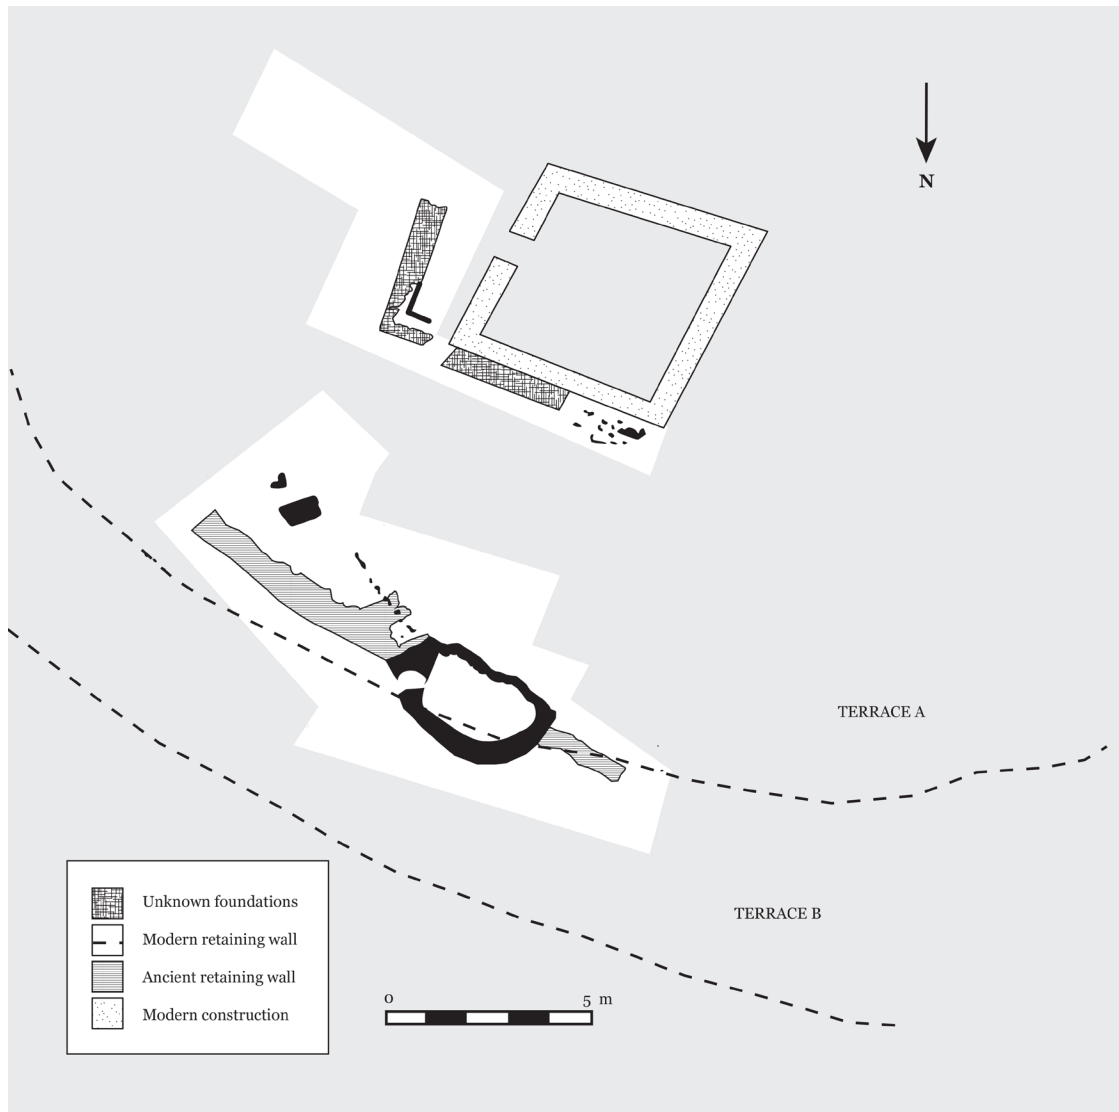 N
TERRACE A
TERRACE B
Unknown foundations
Modern retaining wall
Ancient retaining wall
Modern construction
0 5 m